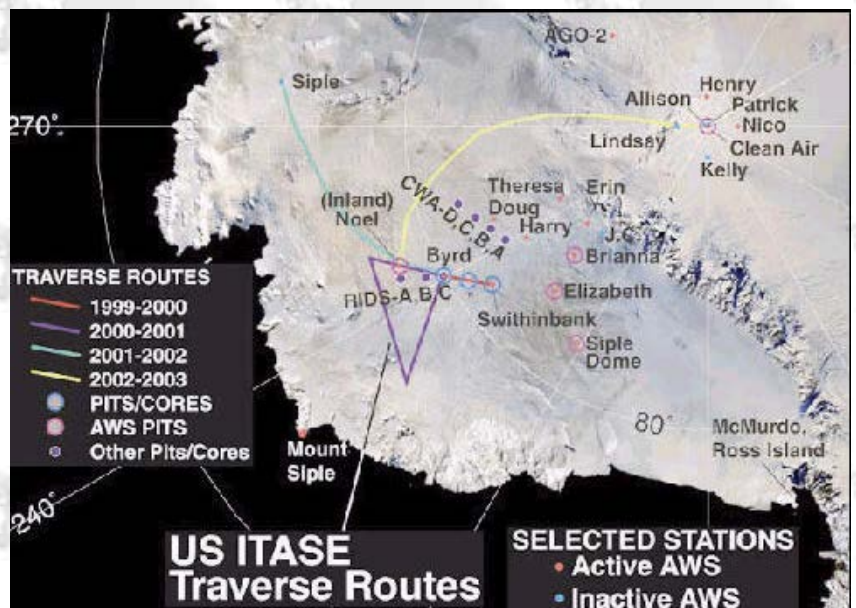 AGO-2
Siple
Henry
Allison
Patrick
270°
Lindsay
Nico
Clean Air
Kelly
(Inland)
Noel
CWA-D,C,B,A
Theresa
Doug
Erin
Harry
J.C.
Byrd
Brianna
RIDS-A,B,C
Elizabeth
Swithinbank
Siple
Dome
TRAVERSE ROUTES
1999-2000
2000-2001
2001-2002
2002-2003
PITS/CORES
AWS PITS
Other Pits/Cores
80°
McMurdo,
Ross Island
Mount
Siple
240°
US ITASE
Traverse Routes
SELECTED STATIONS
Active AWS
Inactive AWS